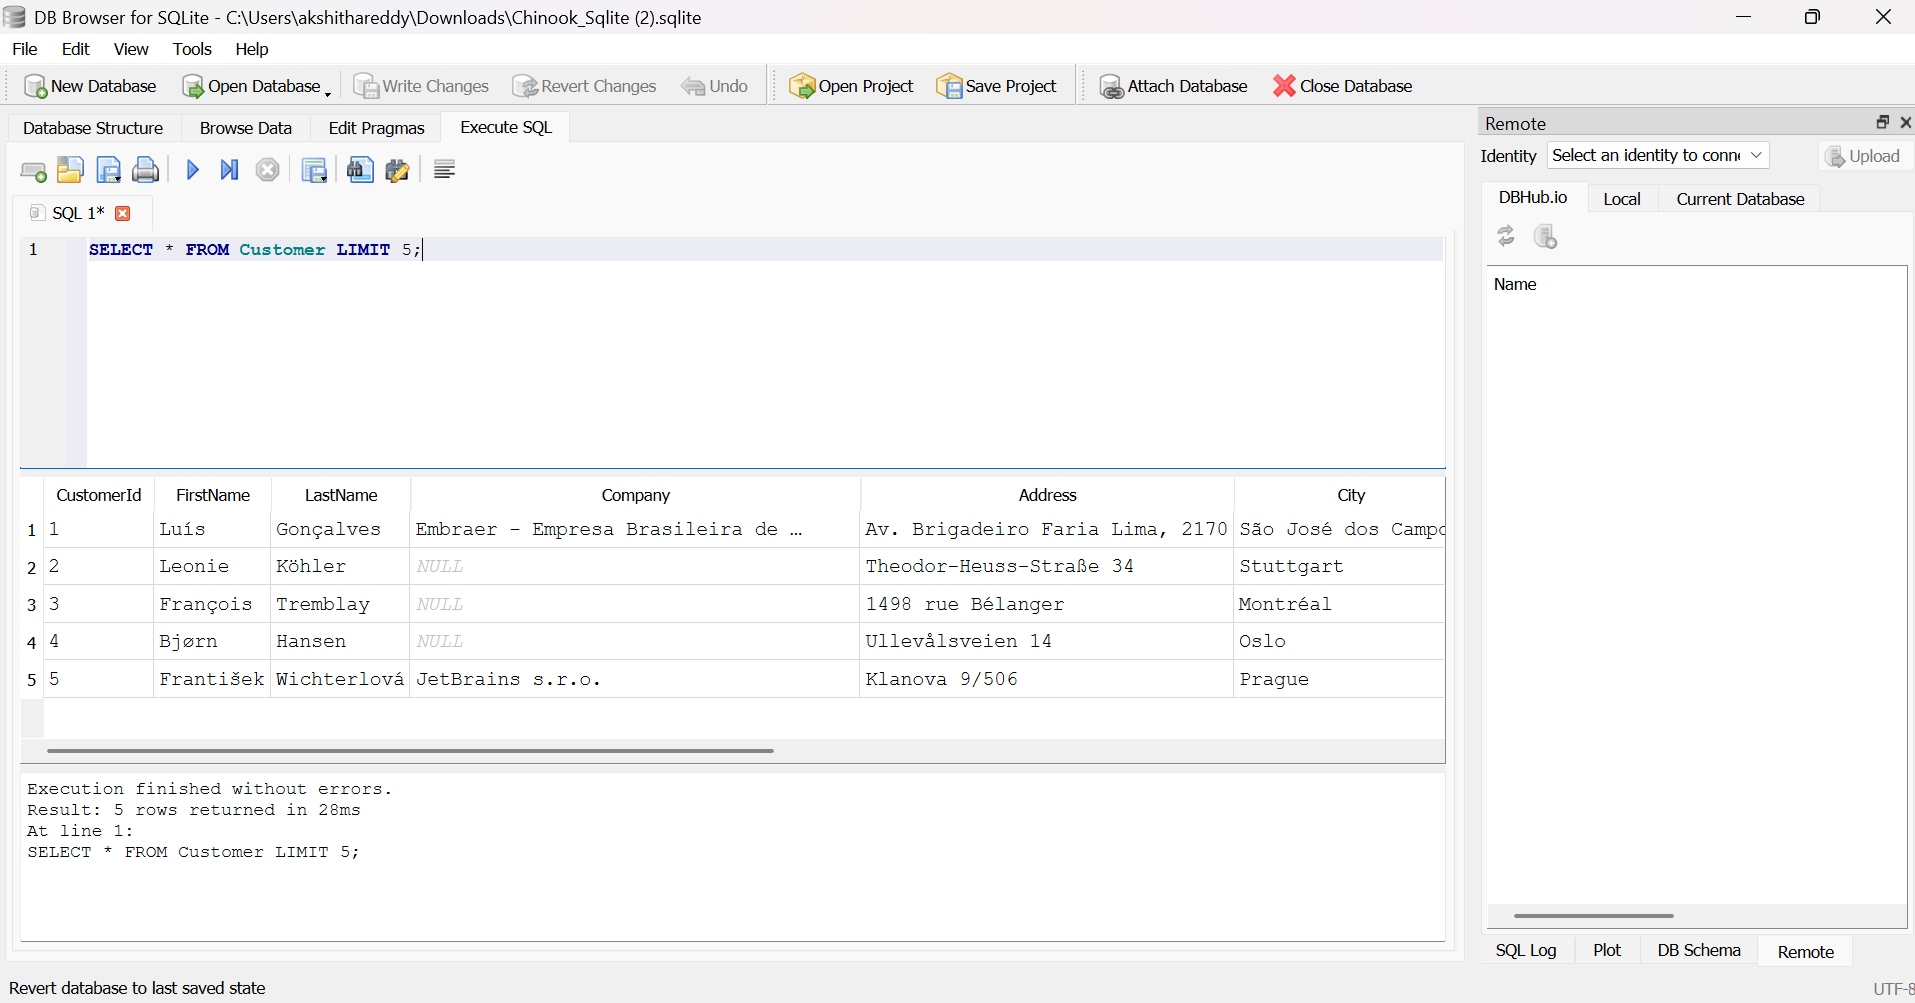 DB Browser for SQLite - C:\Users\akshithareddy\Downloads\Chinook_Sqlite (2).sqlite
File Edit View Tools Help
New Database Open Database Write Changes Revert Changes Undo Open Project Save Project Attach Database Close Database
Database Structure Browse Data Edit Pragmas Execute SQL
SQL 1*
1 SELECT * FROM Customer LIMIT 5;
CustomerId FirstName LastName Company Address City
1 1 Luís Gonçalves Embraer - Empresa Brasileira de … Av. Brigadeiro Faria Lima, 2170 São José dos Campo
2 2 Leonie Köhler NULL Theodor-Heuss-Straße 34 Stuttgart
3 3 François Tremblay NULL 1498 rue Bélanger Montréal
4 4 Bjørn Hansen NULL Ullevålsveien 14 Oslo
5 5 František Wichterlová JetBrains s.r.o. Klanova 9/506 Prague
Execution finished without errors.
Result: 5 rows returned in 28ms
At line 1:
SELECT * FROM Customer LIMIT 5;
Remote
Identity Select an identity to conn Upload
DBHub.io Local Current Database
Name
SQL Log Plot DB Schema Remote
Revert database to last saved state
UTF-8